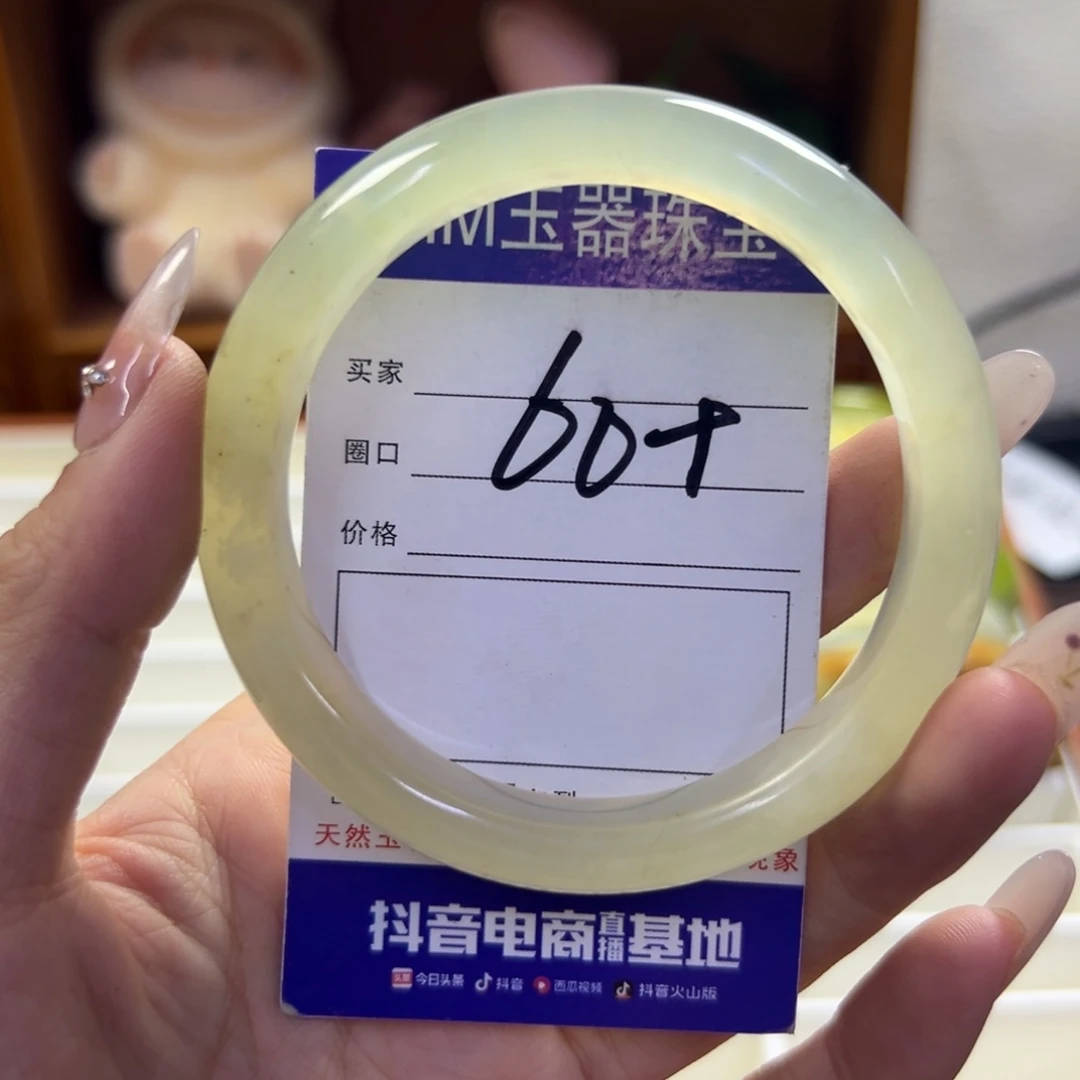 玉器珠宝
买家
60+
圈口
价格
天然玉
现象
抖音电商直播基地
今日头条 抖音 西瓜视频 抖音火山版